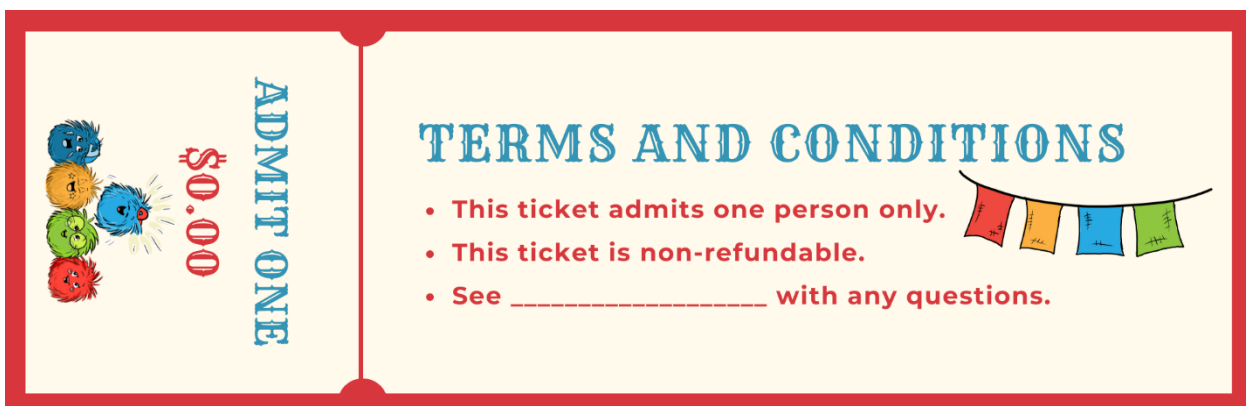 ADMIT ONE
$0.00
TERMS AND CONDITIONS
• This ticket admits one person only.
• This ticket is non-refundable.
• See ___________________ with any questions.